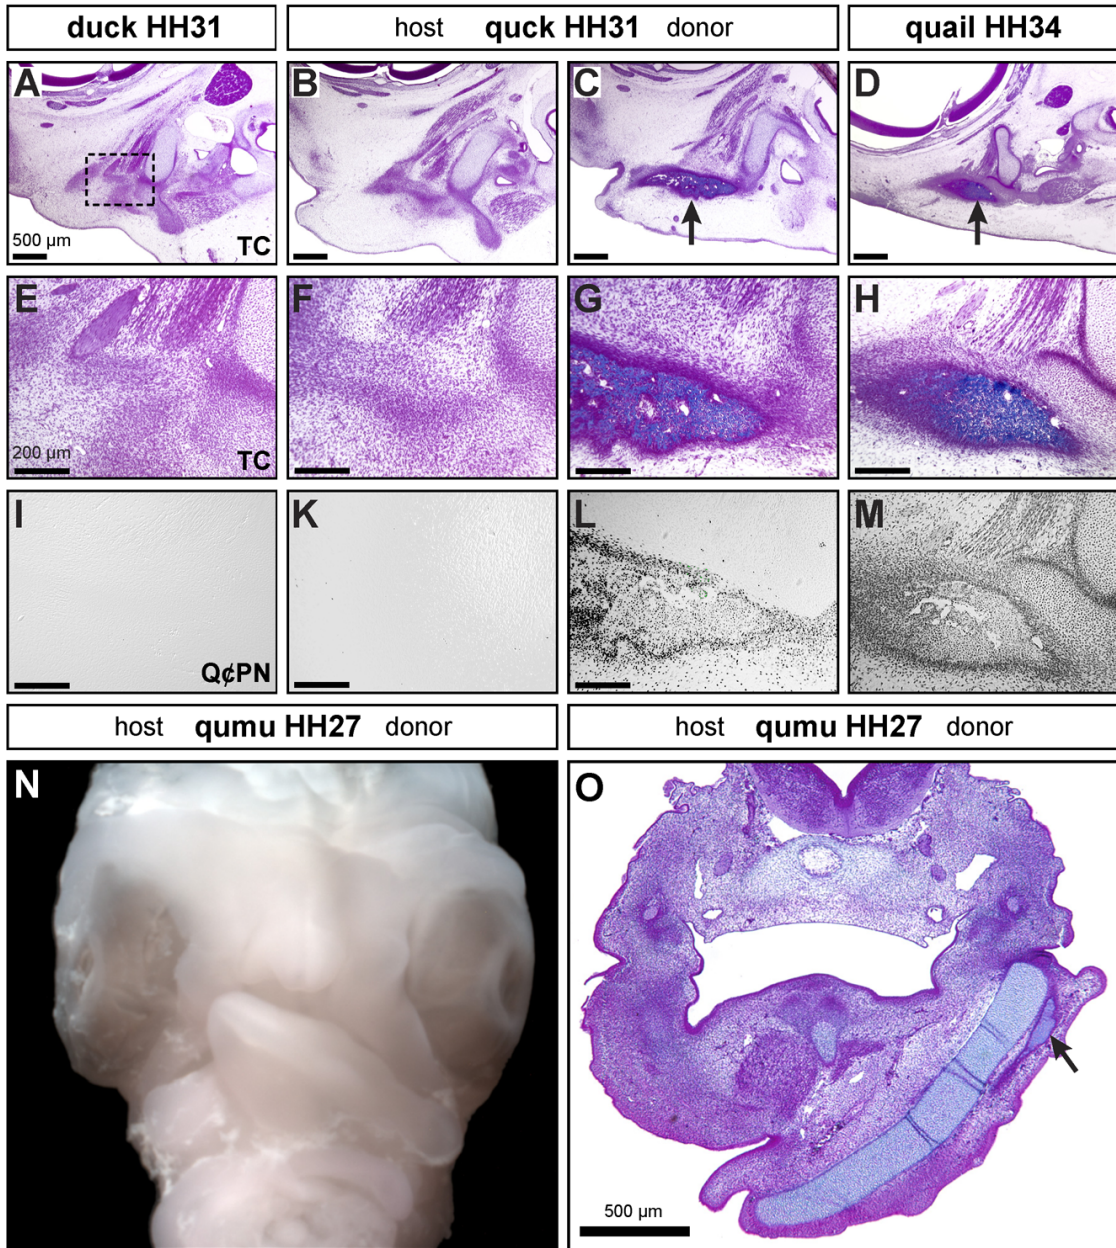 duck HH31
host quck HH31 donor
quail HH34
A
B
C
D
500 µm
TC
E
F
G
H
200 µm
TC
I
K
L
M
Q¢PN
host qumu HH27 donor
host qumu HH27 donor
N
O
500 µm